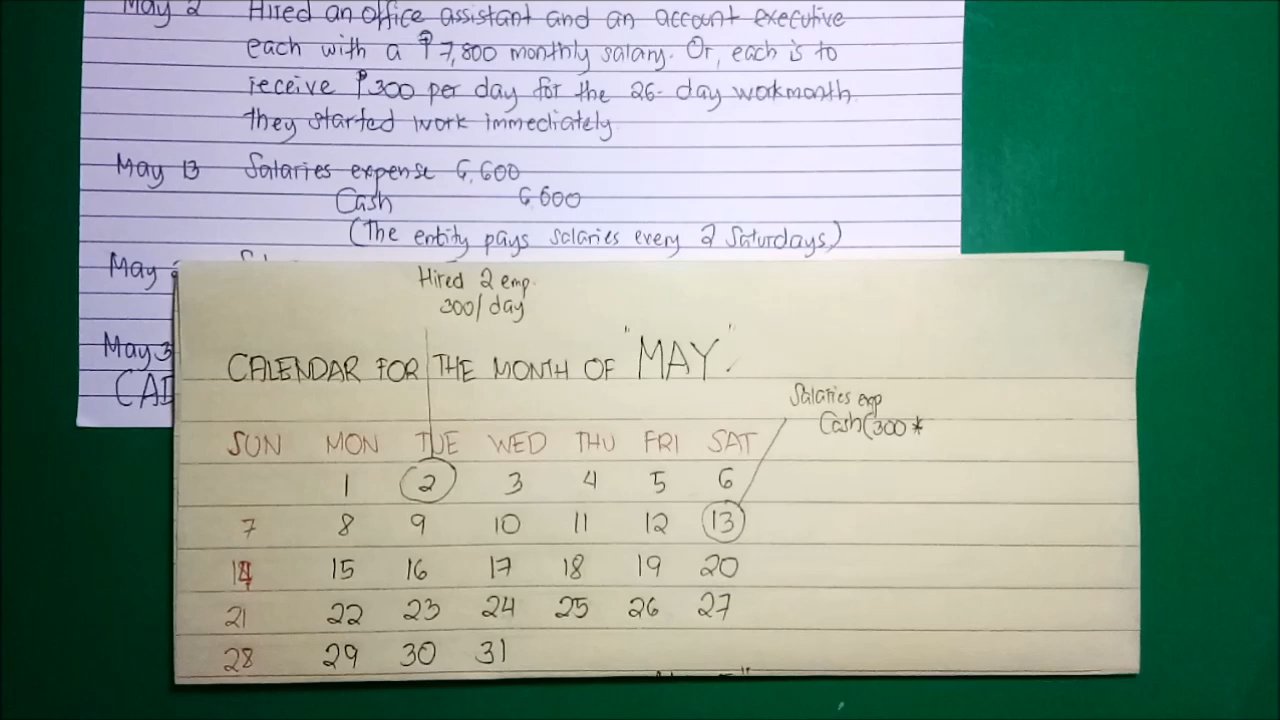 May 2 Hired an office assistant and an account executive
each with a ₱7,800 monthly salary. Or, each is to
receive ₱300 per day for the 26-day workmonth.
They started work immediately.
May 13 Salaries expense 6,600
Cash 6,600
(The entity pays salaries every 2 Saturdays.)
May
May 3
CAD
Hired 2 emp.
300/day
CALENDAR FOR THE MONTH OF "MAY".
Salaries exp
Cash (300 *
SUN MON TUE WED THU FRI SAT
1 2 3 4 5 6
7 8 9 10 11 12 13
14 15 16 17 18 19 20
21 22 23 24 25 26 27
28 29 30 31